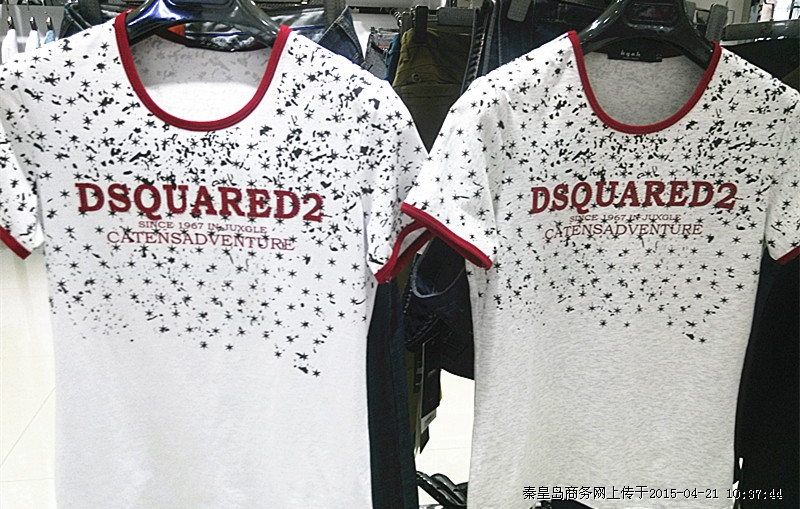 DSQUARED2
SINCE 1967 IN JUXGLE
CATENSADVENTURE
DSQUARED2
SINCE 1967 IN JUXGLE
CATENSADVENTURE
秦皇岛商务网上传于2015-04-21 10:37:44